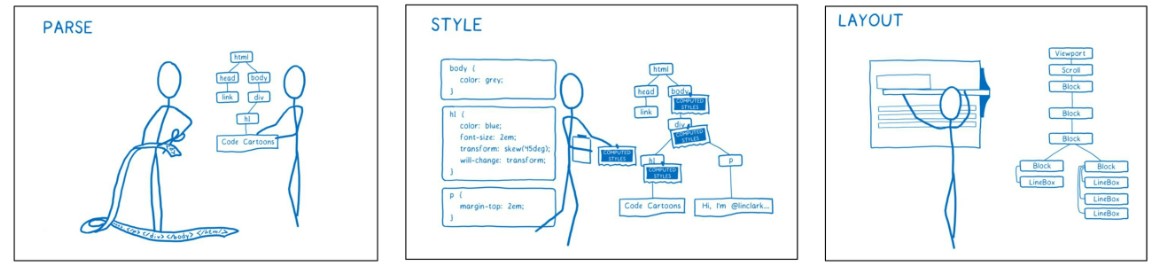 PARSE
html
head body
link div
h1
Code Cartoons
</div> </body> </html>
STYLE
body {
color: grey;
}
h1 {
color: blue;
font-size: 2em;
transform: skew(45deg);
will-change: transform;
}
p {
margin-top: 2em;
}
html
head body
COMPUTED STYLES
link
div
COMPUTED STYLES
COMPUTED STYLES
h1 p
COMPUTED STYLES
Code Cartoons Hi, I'm @linclark...
LAYOUT
Viewport
Scroll
Block
Block
Block
Block Block
LineBox LineBox
LineBox
LineBox